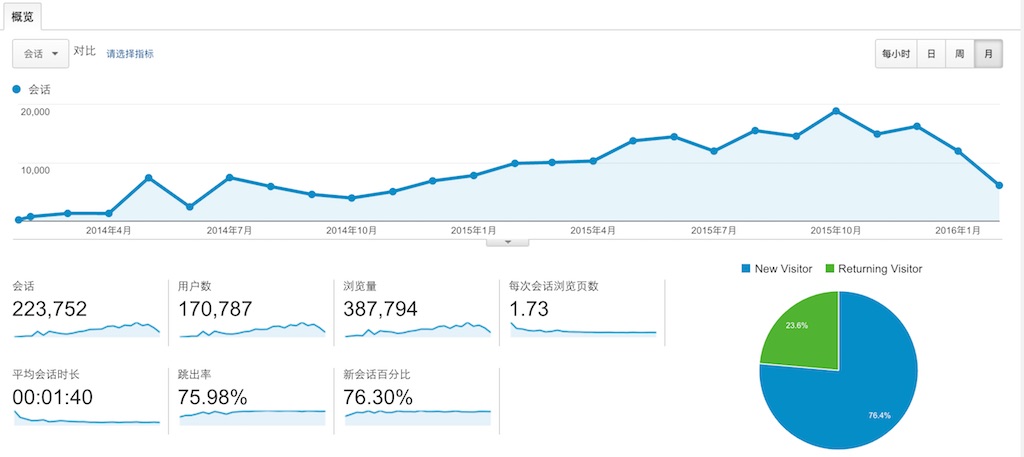 概览
会话 对比 请选择指标 每小时 日 周 月
会话
20,000
10,000
2014年4月 2014年7月 2014年10月 2015年1月 2015年4月 2015年7月 2015年10月 2016年1月
New Visitor Returning Visitor
会话 用户数 浏览量 每次会话浏览页数
223,752 170,787 387,794 1.73
23.6%
平均会话时长 跳出率 新会话百分比
00:01:40 75.98% 76.30%
76.4%